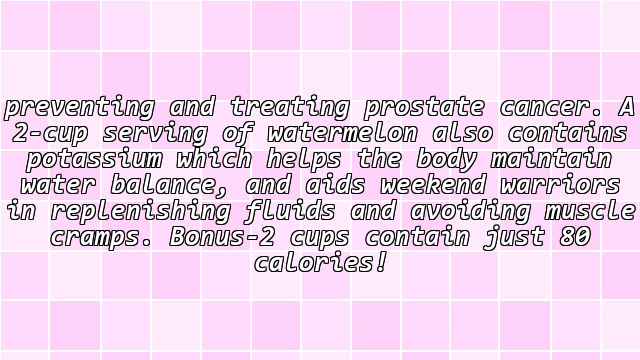 preventing and treating prostate cancer. A
2-cup serving of watermelon also contains
potassium which helps the body maintain
water balance, and aids weekend warriors
in replenishing fluids and avoiding muscle
cramps. Bonus-2 cups contain just 80
calories!